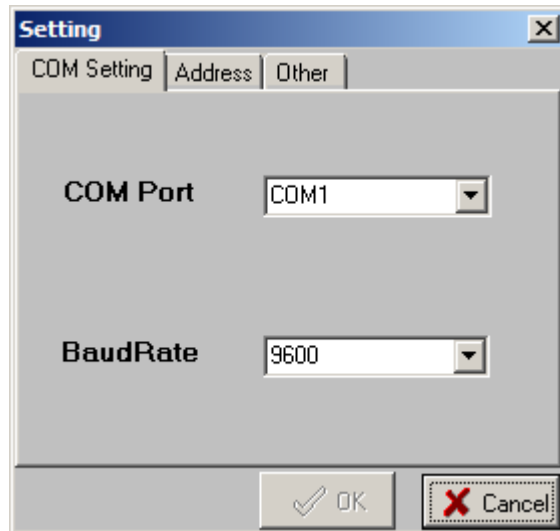 Setting
COM Setting Address Other
COM Port COM1
BaudRate 9600
OK Cancel